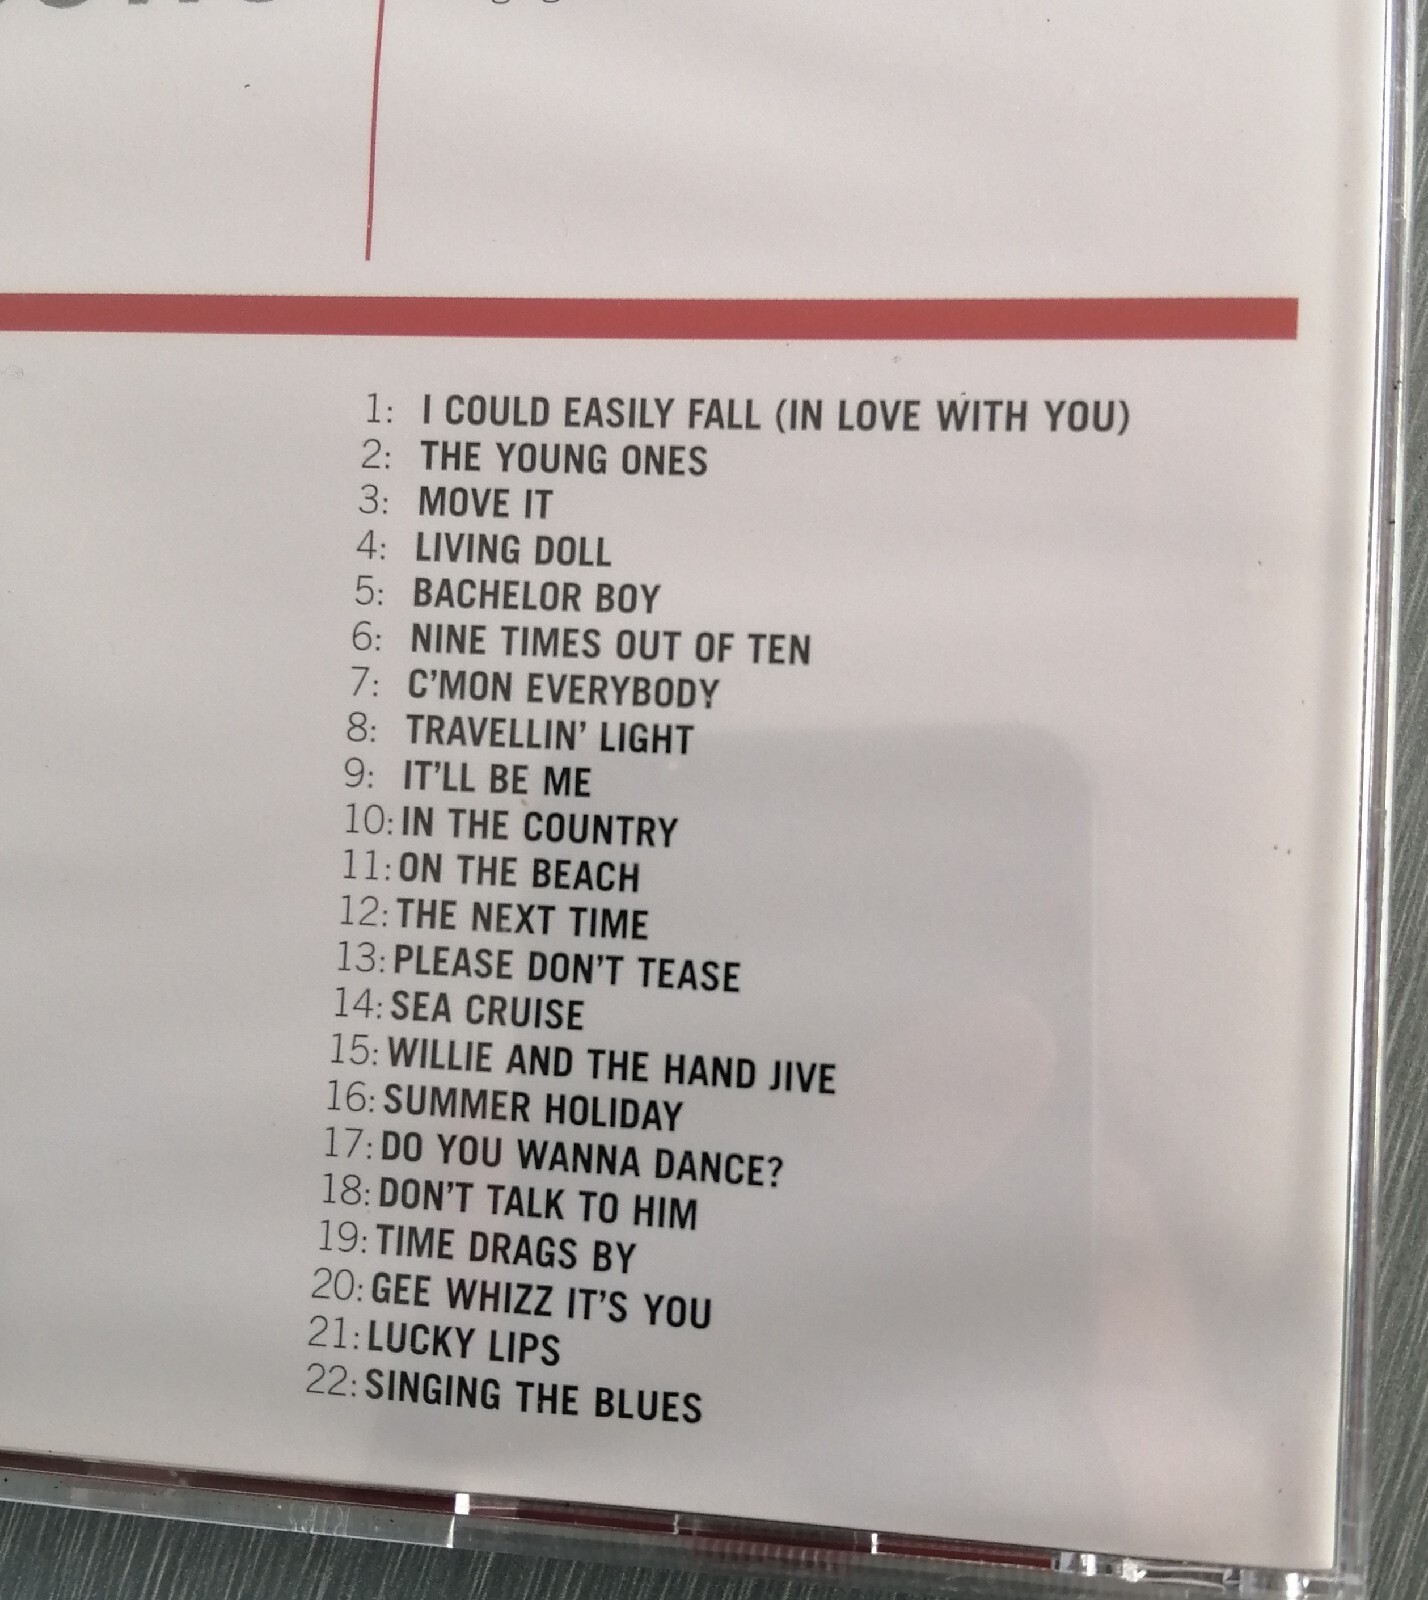 1: I COULD EASILY FALL (IN LOVE WITH YOU)
2: THE YOUNG ONES
3: MOVE IT
4: LIVING DOLL
5: BACHELOR BOY
6: NINE TIMES OUT OF TEN
7: C'MON EVERYBODY
8: TRAVELLIN' LIGHT
9: IT'LL BE ME
10: IN THE COUNTRY
11: ON THE BEACH
12: THE NEXT TIME
13: PLEASE DON'T TEASE
14: SEA CRUISE
15: WILLIE AND THE HAND JIVE
16: SUMMER HOLIDAY
17: DO YOU WANNA DANCE?
18: DON'T TALK TO HIM
19: TIME DRAGS BY
20: GEE WHIZZ IT'S YOU
21: LUCKY LIPS
22: SINGING THE BLUES